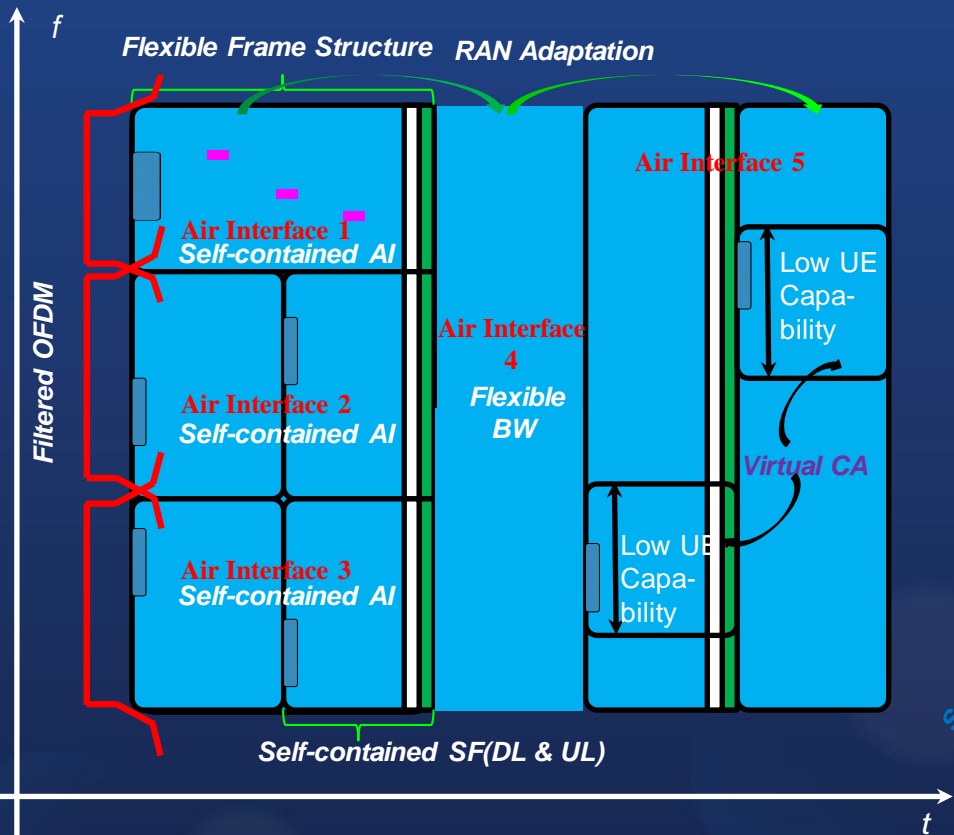 f
Flexible Frame Structure
RAN Adaptation
Filtered OFDM
Air Interface 1
Self-contained AI
Air Interface 2
Self-contained AI
Air Interface 3
Self-contained AI
Air Interface
4
Flexible
BW
Air Interface 5
Low UE
Capa-
bility
Virtual CA
Low UE
Capa-
bility
Self-contained SF(DL & UL)
t